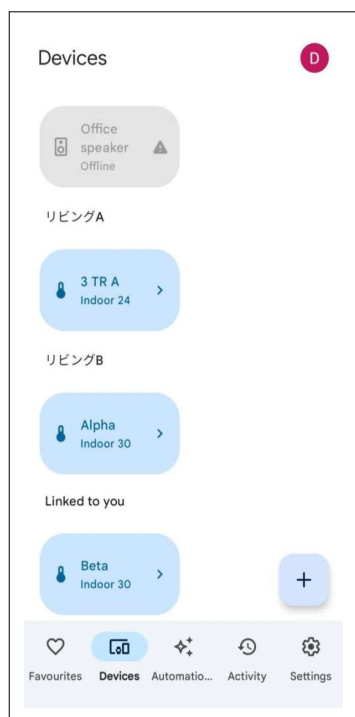 Devices
D
Office
speaker
Offline
リビングA
3 TR A
Indoor 24
リビングB
Alpha
Indoor 30
Linked to you
Beta
Indoor 30
Favourites Devices Automatio... Activity Settings